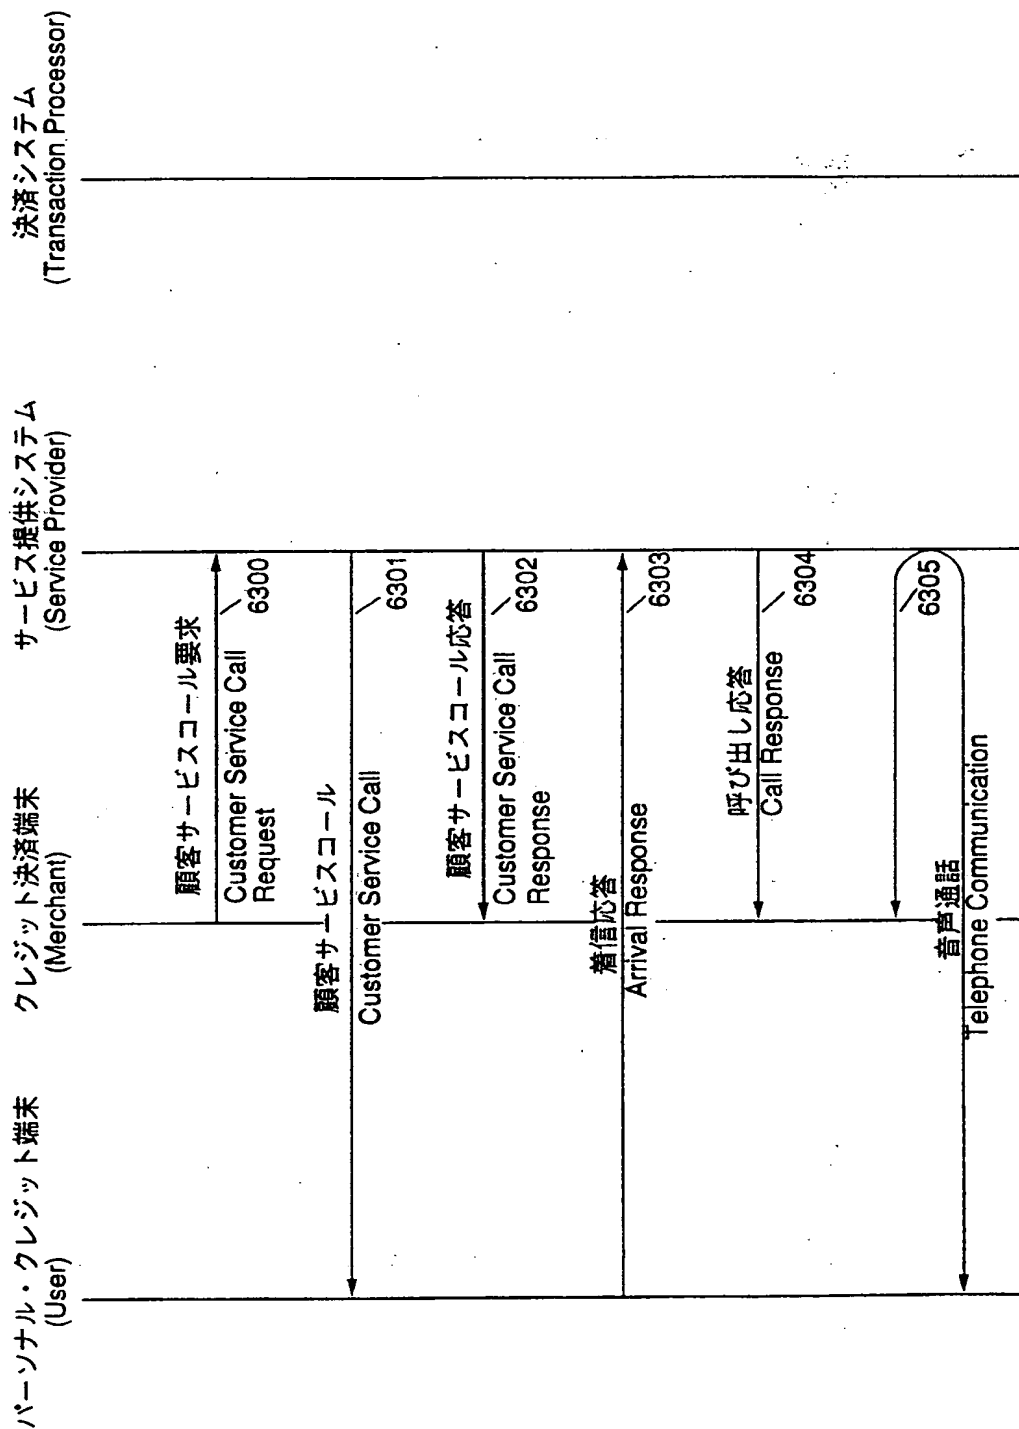 パーソナル・クレジット端末
(User)
クレジット決済端末
(Merchant)
サービス提供システム
(Service Provider)
決済システム
(Transaction Processor)
顧客サービスコール要求
Customer Service Call
Request
6300
顧客サービスコール
Customer Service Call
6301
顧客サービスコール応答
Customer Service Call
Response
6302
着信応答
Arrival Response
6303
呼び出し応答
Call Response
6304
6305
音声通話
Telephone Communication